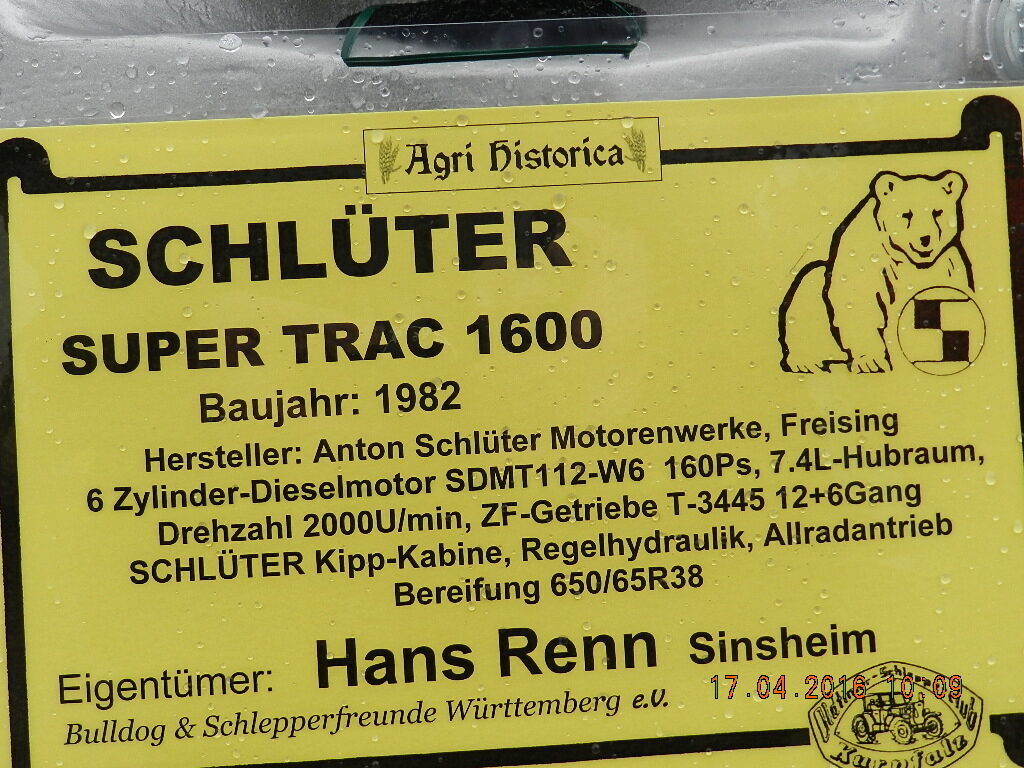 Agri Historica
SCHLÜTER
SUPER TRAC 1600
Baujahr: 1982
Hersteller: Anton Schlüter Motorenwerke, Freising
6 Zylinder-Dieselmotor SDMT112-W6 160Ps, 7.4L-Hubraum,
Drehzahl 2000U/min, ZF-Getriebe T-3445 12+6Gang
SCHLÜTER Kipp-Kabine, Regelhydraulik, Allradantrieb
Bereifung 650/65R38
Eigentümer: Hans Renn Sinsheim
Bulldog & Schlepperfreunde Württemberg e.V.
17.04.2016 10:09
Kurpfalz